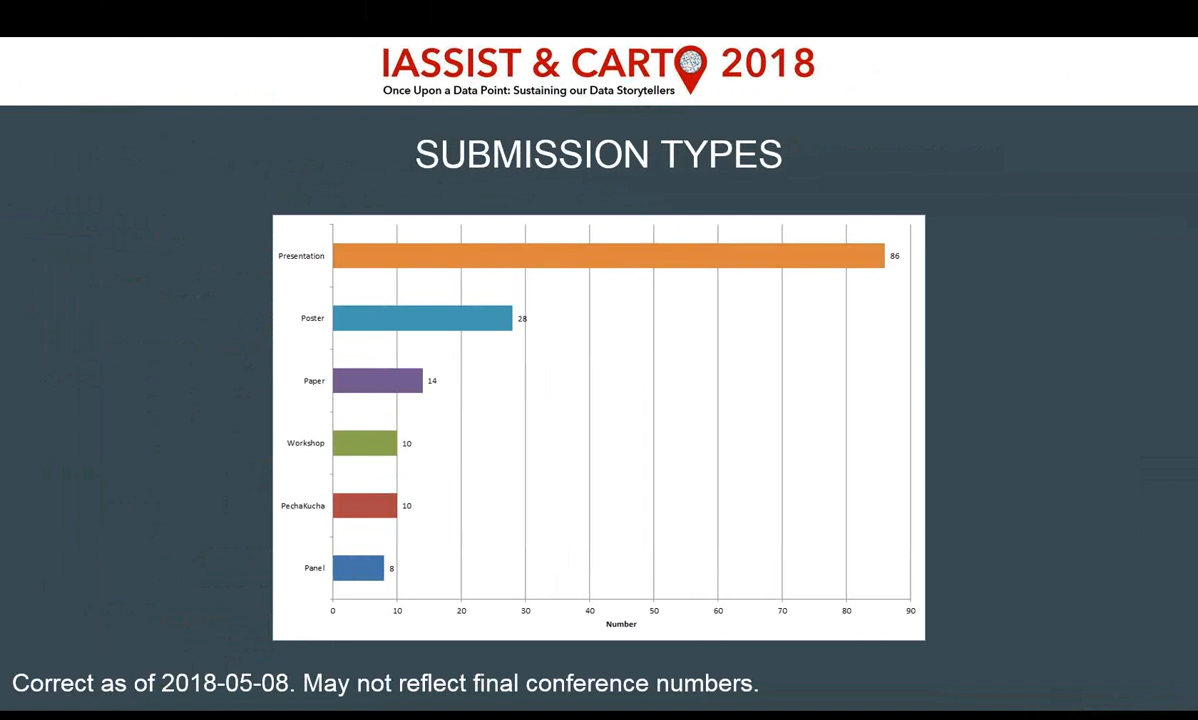 IASSIST & CARTO 2018
Once Upon a Data Point: Sustaining our Data Storytellers
SUBMISSION TYPES
Presentation 86
Poster 28
Paper 14
Workshop 10
PechaKucha 10
Panel 8
0 10 20 30 40 50 60 70 80 90
Number
Correct as of 2018-05-08. May not reflect final conference numbers.